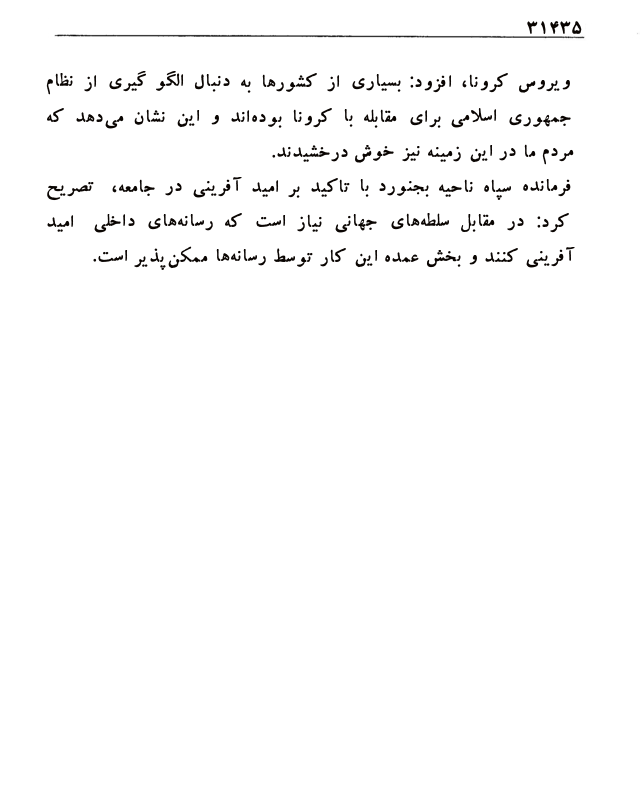 ۳۱۴۳۵
ویروس کرونا، افزود: بسیاری از کشورها به دنبال الگو گیری از نظام
جمهوری اسلامی برای مقابله با کرونا بوده‌اند و این نشان می‌دهد که
مردم ما در این زمینه نیز خوش درخشیدند.
فرمانده سپاه ناحیه بجنورد با تاکید بر امید آفرینی در جامعه، تصریح
کرد: در مقابل سلطه‌های جهانی نیاز است که رسانه‌های داخلی امید
آفرینی کنند و بخش عمده این کار توسط رسانه‌ها ممکن‌پذیر است.